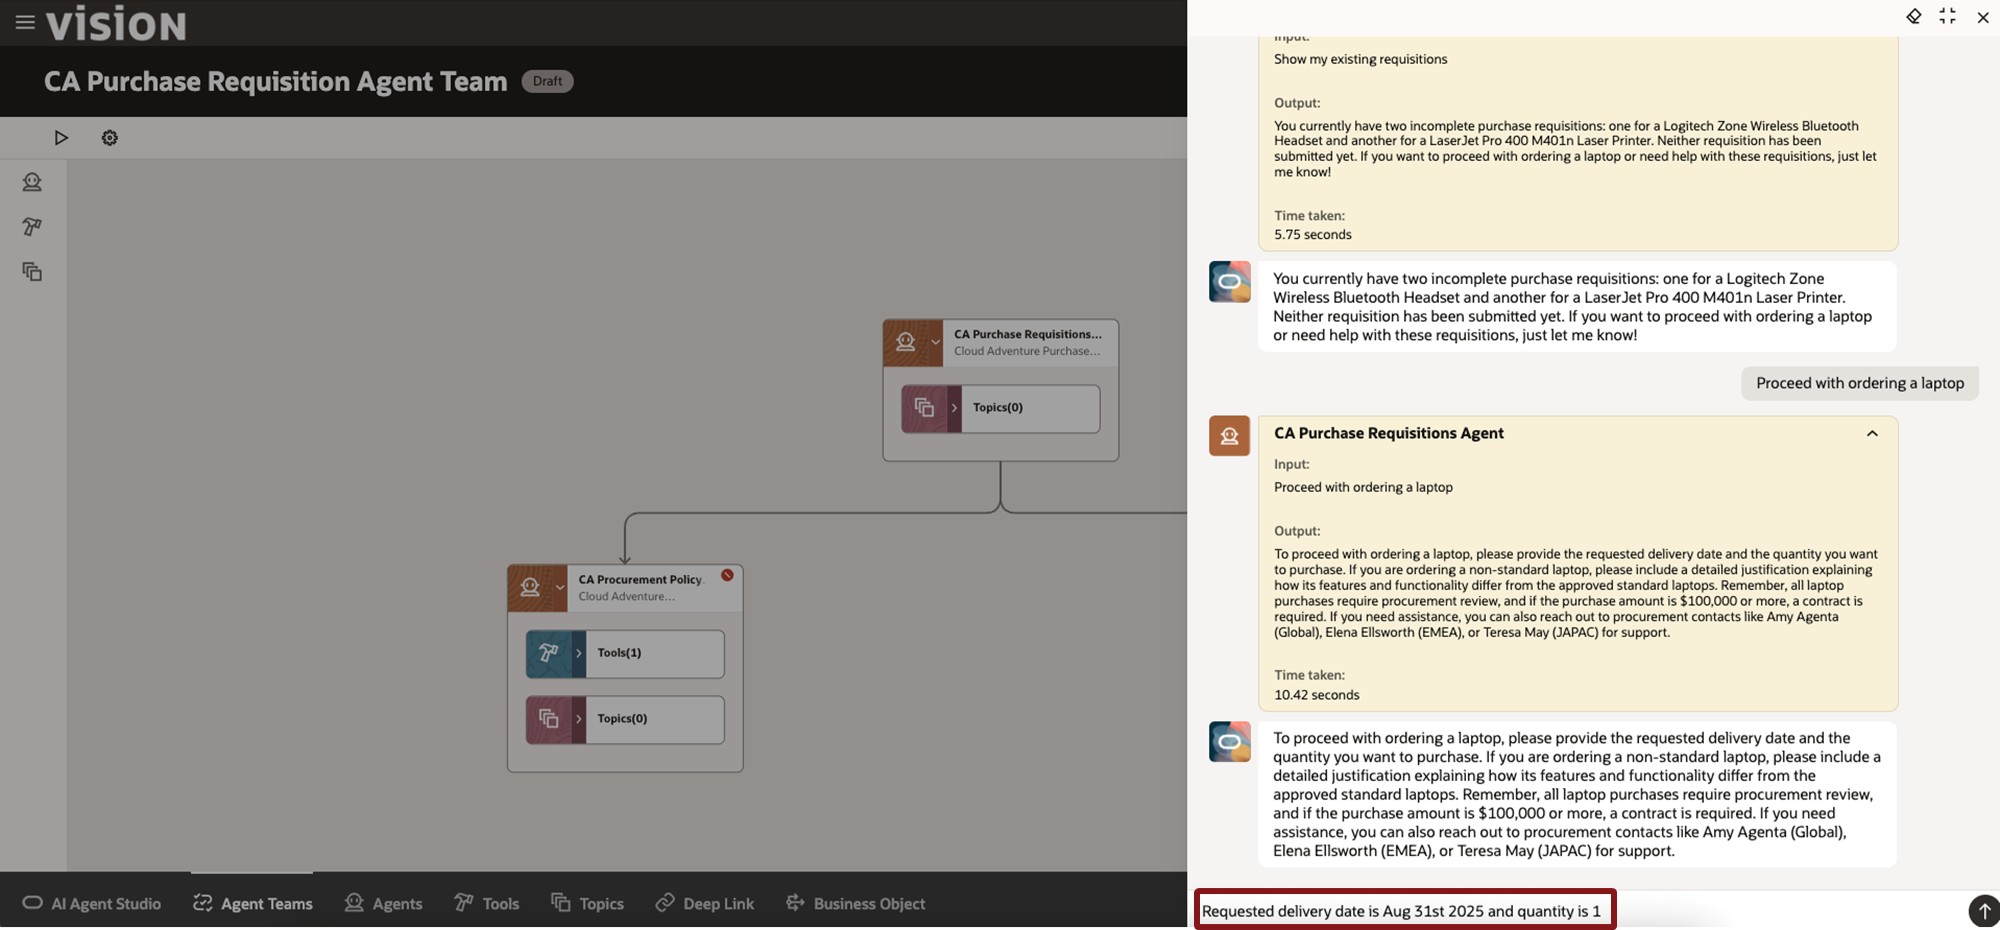 vision
CA Purchase Requisition Agent Team
Draft
CA Purchase Requisitions...
Cloud Adventure Purchase...
Topics(0)
CA Procurement Policy.
Cloud Adventure...
Tools(1)
Topics(0)
AI Agent Studio
Agent Teams
Agents
Tools
Topics
Deep Link
Business Object
Input:
Show my existing requisitions
Output:
You currently have two incomplete purchase requisitions: one for a Logitech Zone Wireless Bluetooth
Headset and another for a LaserJet Pro 400 M401n Laser Printer. Neither requisition has been
submitted yet. If you want to proceed with ordering a laptop or need help with these requisitions, just let
me know!
Time taken:
5.75 seconds
You currently have two incomplete purchase requisitions: one for a Logitech Zone
Wireless Bluetooth Headset and another for a LaserJet Pro 400 M401n Laser Printer.
Neither requisition has been submitted yet. If you want to proceed with ordering a laptop
or need help with these requisitions, just let me know!
Proceed with ordering a laptop
CA Purchase Requisitions Agent
Input:
Proceed with ordering a laptop
Output:
To proceed with ordering a laptop, please provide the requested delivery date and the quantity you want
to purchase. If you are ordering a non-standard laptop, please include a detailed justification explaining
how its features and functionality differ from the approved standard laptops. Remember, all laptop
purchases require procurement review, and if the purchase amount is $100,000 or more, a contract is
required. If you need assistance, you can also reach out to procurement contacts like Amy Agenta
(Global), Elena Ellsworth (EMEA), or Teresa May (JAPAC) for support.
Time taken:
10.42 seconds
To proceed with ordering a laptop, please provide the requested delivery date and the
quantity you want to purchase. If you are ordering a non-standard laptop, please include a
detailed justification explaining how its features and functionality differ from the
approved standard laptops. Remember, all laptop purchases require procurement review,
and if the purchase amount is $100,000 or more, a contract is required. If you need
assistance, you can also reach out to procurement contacts like Amy Agenta (Global),
Elena Ellsworth (EMEA), or Teresa May (JAPAC) for support.
Requested delivery date is Aug 31st 2025 and quantity is 1